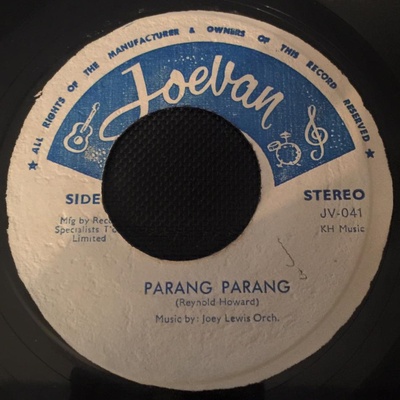 ★ ALL RIGHTS OF THE MANUFACTURER & OWNERS OF THIS RECORD RESERVED ★
Joevan
SIDE
STEREO
Mfg by
Specialists
Limited
JV-041
KH Music
PARANG PARANG
(Reynold Howard)
Music by: Joey Lewis Orch.